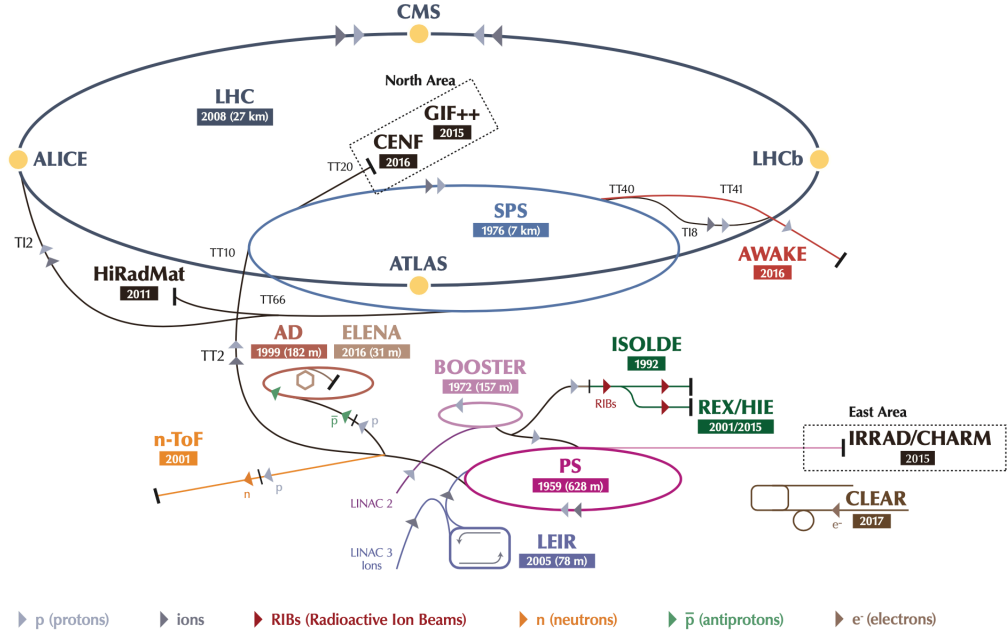 CMS
North Area
LHC
2008 (27 km)
GIF++
2015
CENF
2016
ALICE
LHCb
TT20
TT40
TT41
SPS
1976 (7 km)
TI2
TT10
TI8
AWAKE
2016
ATLAS
HiRadMat
2011
TT66
AD
1999 (182 m)
ELENA
2016 (31 m)
TT2
ISOLDE
1992
BOOSTER
1972 (157 m)
RIBs
REX/HIE
2001/2015
East Area
p̅
p
n-ToF
2001
IRRAD/CHARM
2015
PS
1959 (628 m)
n
p
LINAC 2
CLEAR
2017
e-
LINAC 3
Ions
LEIR
2005 (78 m)
p (protons)
ions
RIBs (Radioactive Ion Beams)
n (neutrons)
p̅ (antiprotons)
e- (electrons)